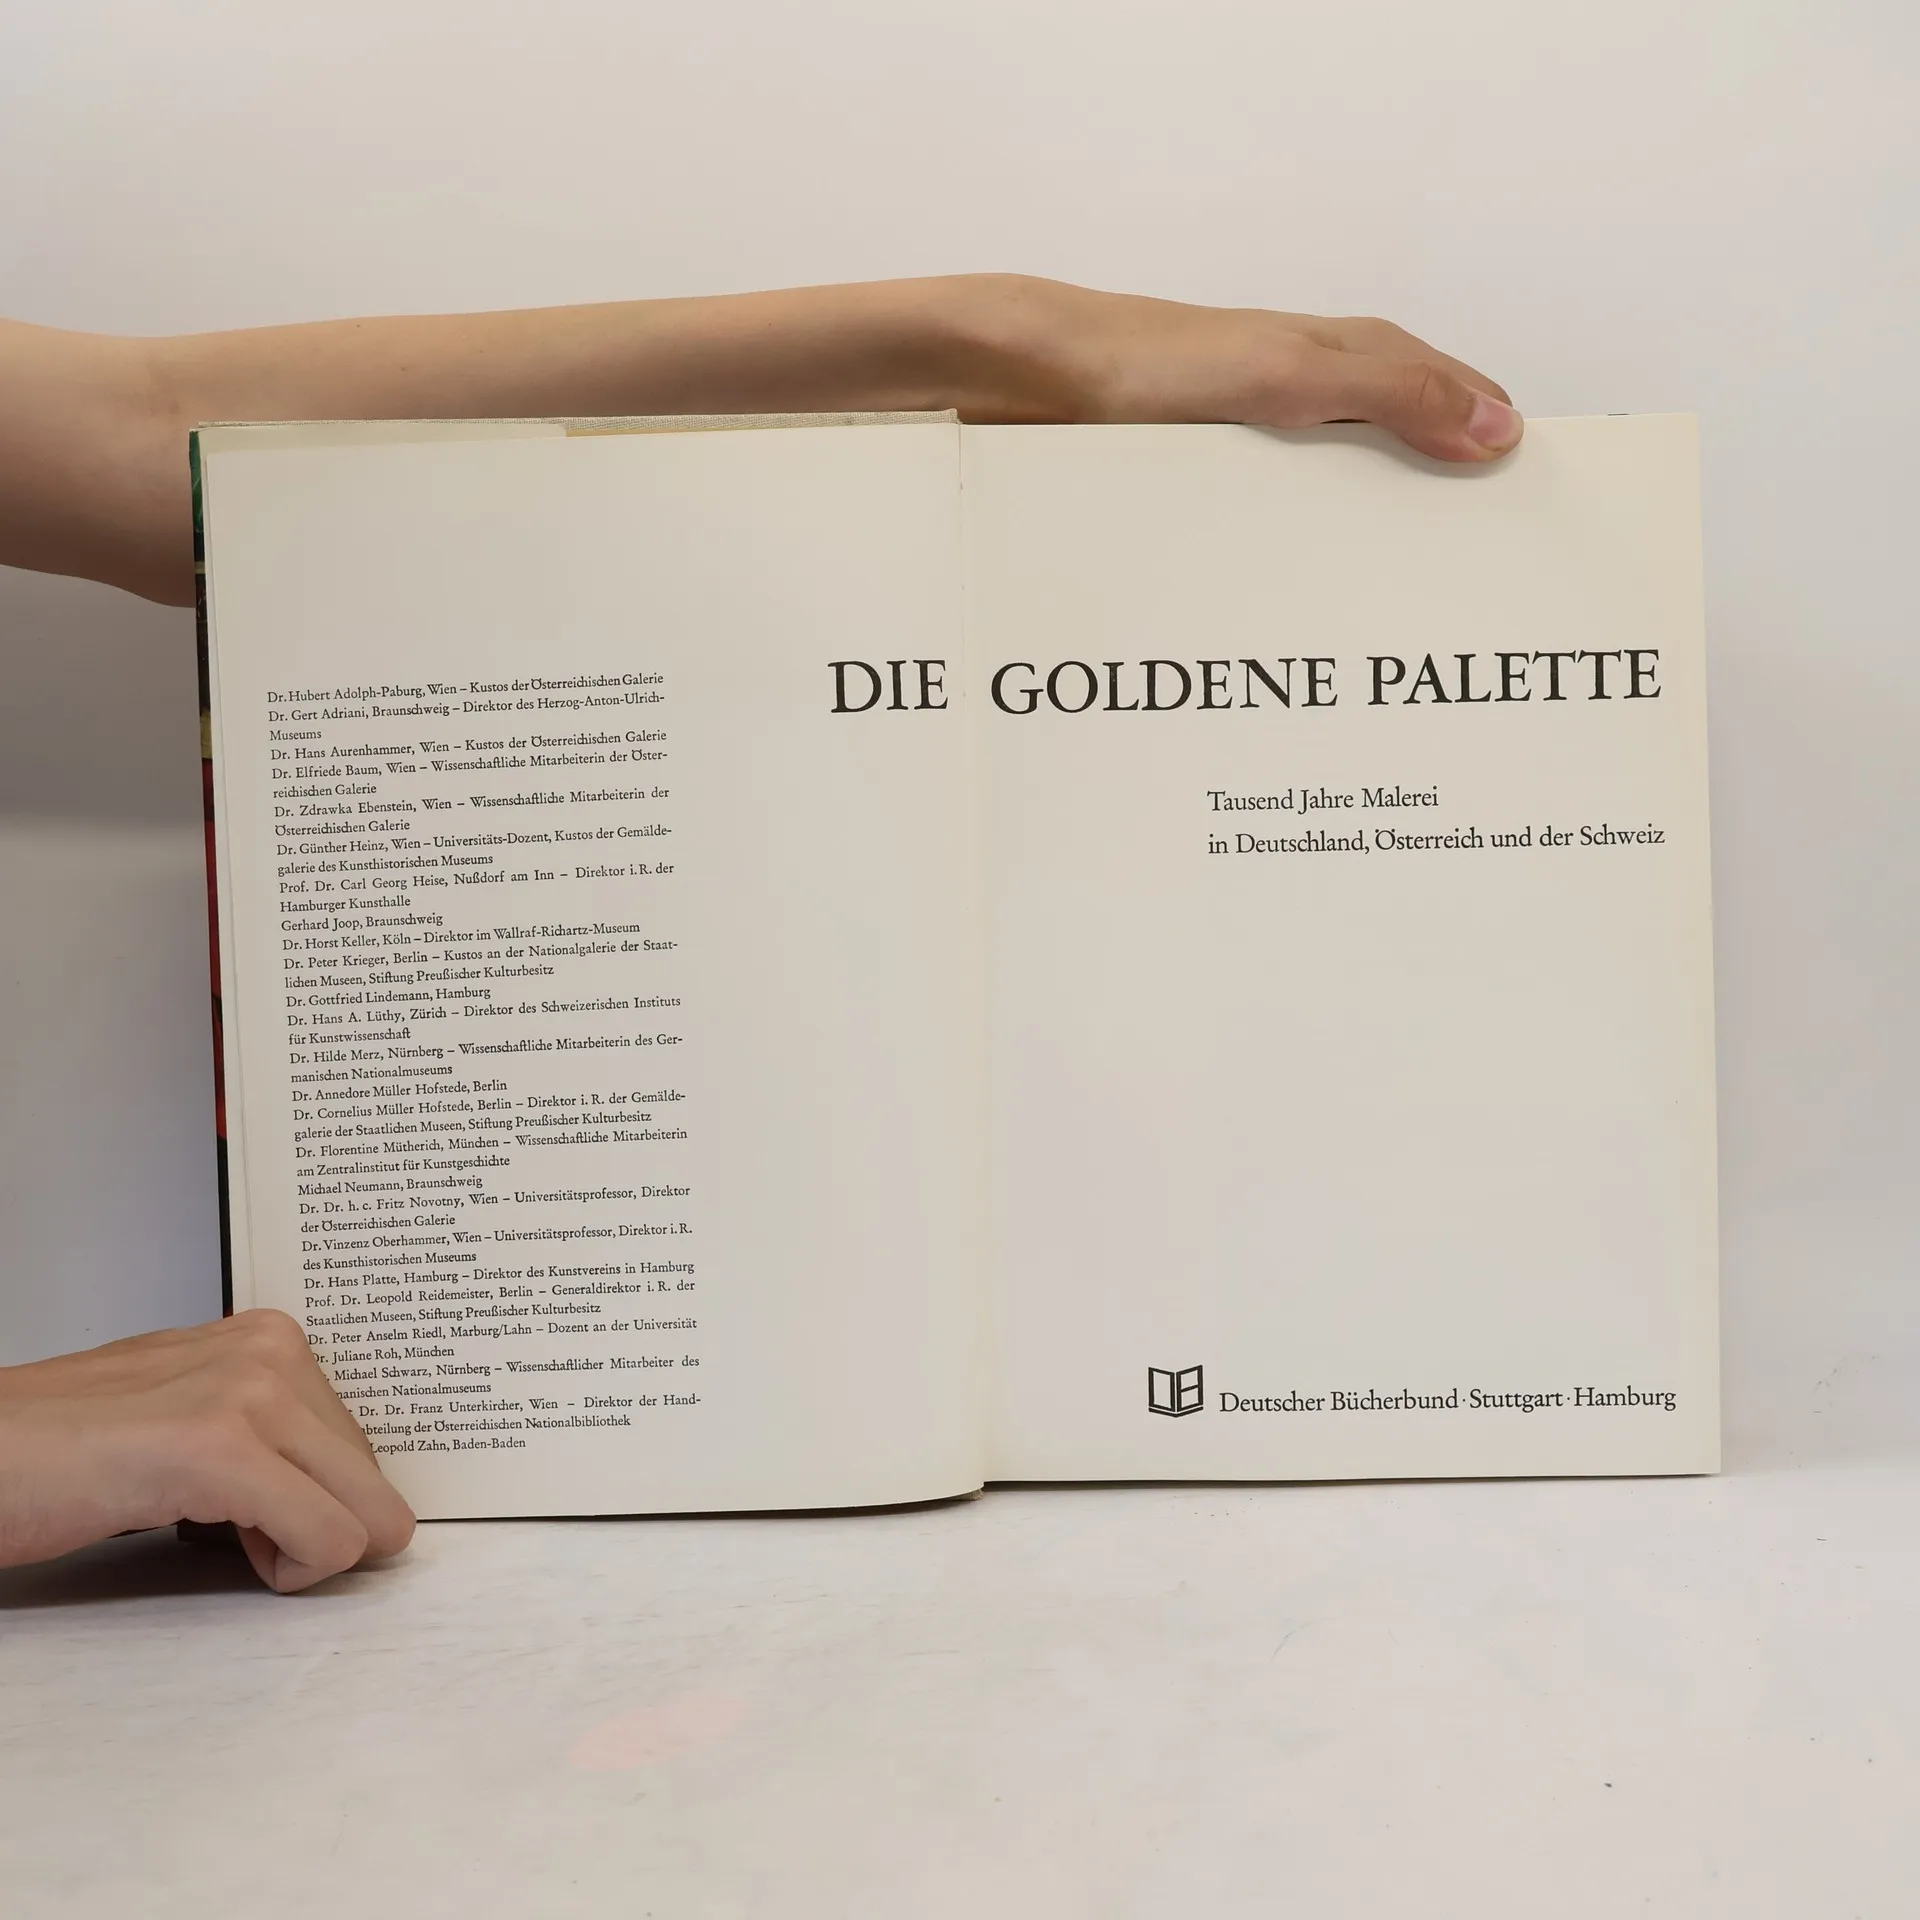 Dr. Hubert Adolph-Paburg, Wien – Kustos der Österreichischen Galerie
Dr. Gert Adriani, Braunschweig – Direktor des Herzog-Anton-Ulrich-
Museums
Dr. Hans Aurenhammer, Wien – Kustos der Österreichischen Galerie
Dr. Elfriede Baum, Wien – Wissenschaftliche Mitarbeiterin der Öster-
reichischen Galerie
Dr. Zdrawka Ebenstein, Wien – Wissenschaftliche Mitarbeiterin der
Österreichischen Galerie
Dr. Günther Heinz, Wien – Universitäts-Dozent, Kustos der Gemälde-
galerie des Kunsthistorischen Museums
Prof. Dr. Carl Georg Heise, Nußdorf am Inn – Direktor i. R. der
Hamburger Kunsthalle
Gerhard Joop, Braunschweig
Dr. Horst Keller, Köln – Direktor im Wallraf-Richartz-Museum
Dr. Peter Krieger, Berlin – Kustos an der Nationalgalerie der Staat-
lichen Museen, Stiftung Preußischer Kulturbesitz
Dr. Gottfried Lindemann, Hamburg
Dr. Hans A. Lüthy, Zürich – Direktor des Schweizerischen Instituts
für Kunstwissenschaft
Dr. Hilde Merz, Nürnberg – Wissenschaftliche Mitarbeiterin des Ger-
manischen Nationalmuseums
Dr. Annedore Müller Hofstede, Berlin
Dr. Cornelius Müller Hofstede, Berlin – Direktor i. R. der Gemälde-
galerie der Staatlichen Museen, Stiftung Preußischer Kulturbesitz
Dr. Florentine Mütherich, München – Wissenschaftliche Mitarbeiterin
am Zentralinstitut für Kunstgeschichte
Michael Neumann, Braunschweig
Dr. Dr. h. c. Fritz Novotny, Wien – Universitätsprofessor, Direktor
der Österreichischen Galerie
Dr. Vinzenz Oberhammer, Wien – Universitätsprofessor, Direktor i. R.
des Kunsthistorischen Museums
Dr. Hans Platte, Hamburg – Direktor des Kunstvereins in Hamburg
Prof. Dr. Leopold Reidemeister, Berlin – Generaldirektor i. R. der
Staatlichen Museen, Stiftung Preußischer Kulturbesitz
Dr. Peter Anselm Riedl, Marburg/Lahn – Dozent an der Universität
Dr. Juliane Roh, München
Michael Schwarz, Nürnberg – Wissenschaftlicher Mitarbeiter des
manischen Nationalmuseums
Dr. Dr. Franz Unterkircher, Wien – Direktor der Hand-
bteilung der Österreichischen Nationalbibliothek
Leopold Zahn, Baden-Baden
DIE GOLDENE PALETTE
Tausend Jahre Malerei
in Deutschland, Österreich und der Schweiz
Deutscher Bücherbund · Stuttgart · Hamburg